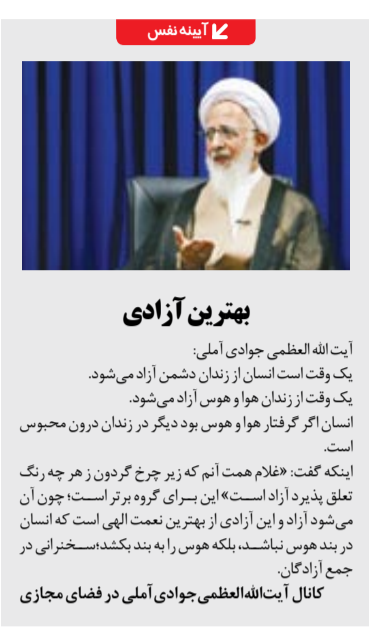 آیینه نفس
بهترین آزادی
آیت‌الله العظمی جوادی آملی:
یک وقت است انسان از زندان دشمن آزاد می‌شود.
یک وقت از زندان هوا و هوس آزاد می‌شود.
انسان اگر گرفتار هوا و هوس بود دیگر در زندان درون محبوس
است.
اینکه گفت: «غلام همت آنم که زیر چرخ گردون ز هر چه رنگ
تعلق پذیرد آزاد است» این برای گروه برتر است؛ چون آن
می‌شود آزاد و این آزادی از بهترین نعمت الهی است که انسان
در بند هوس نباشد، بلکه هوس را به بند بکشد؛ سخنرانی در
جمع آزادگان.
کانال آیت‌الله‌العظمی جوادی آملی در فضای مجازی